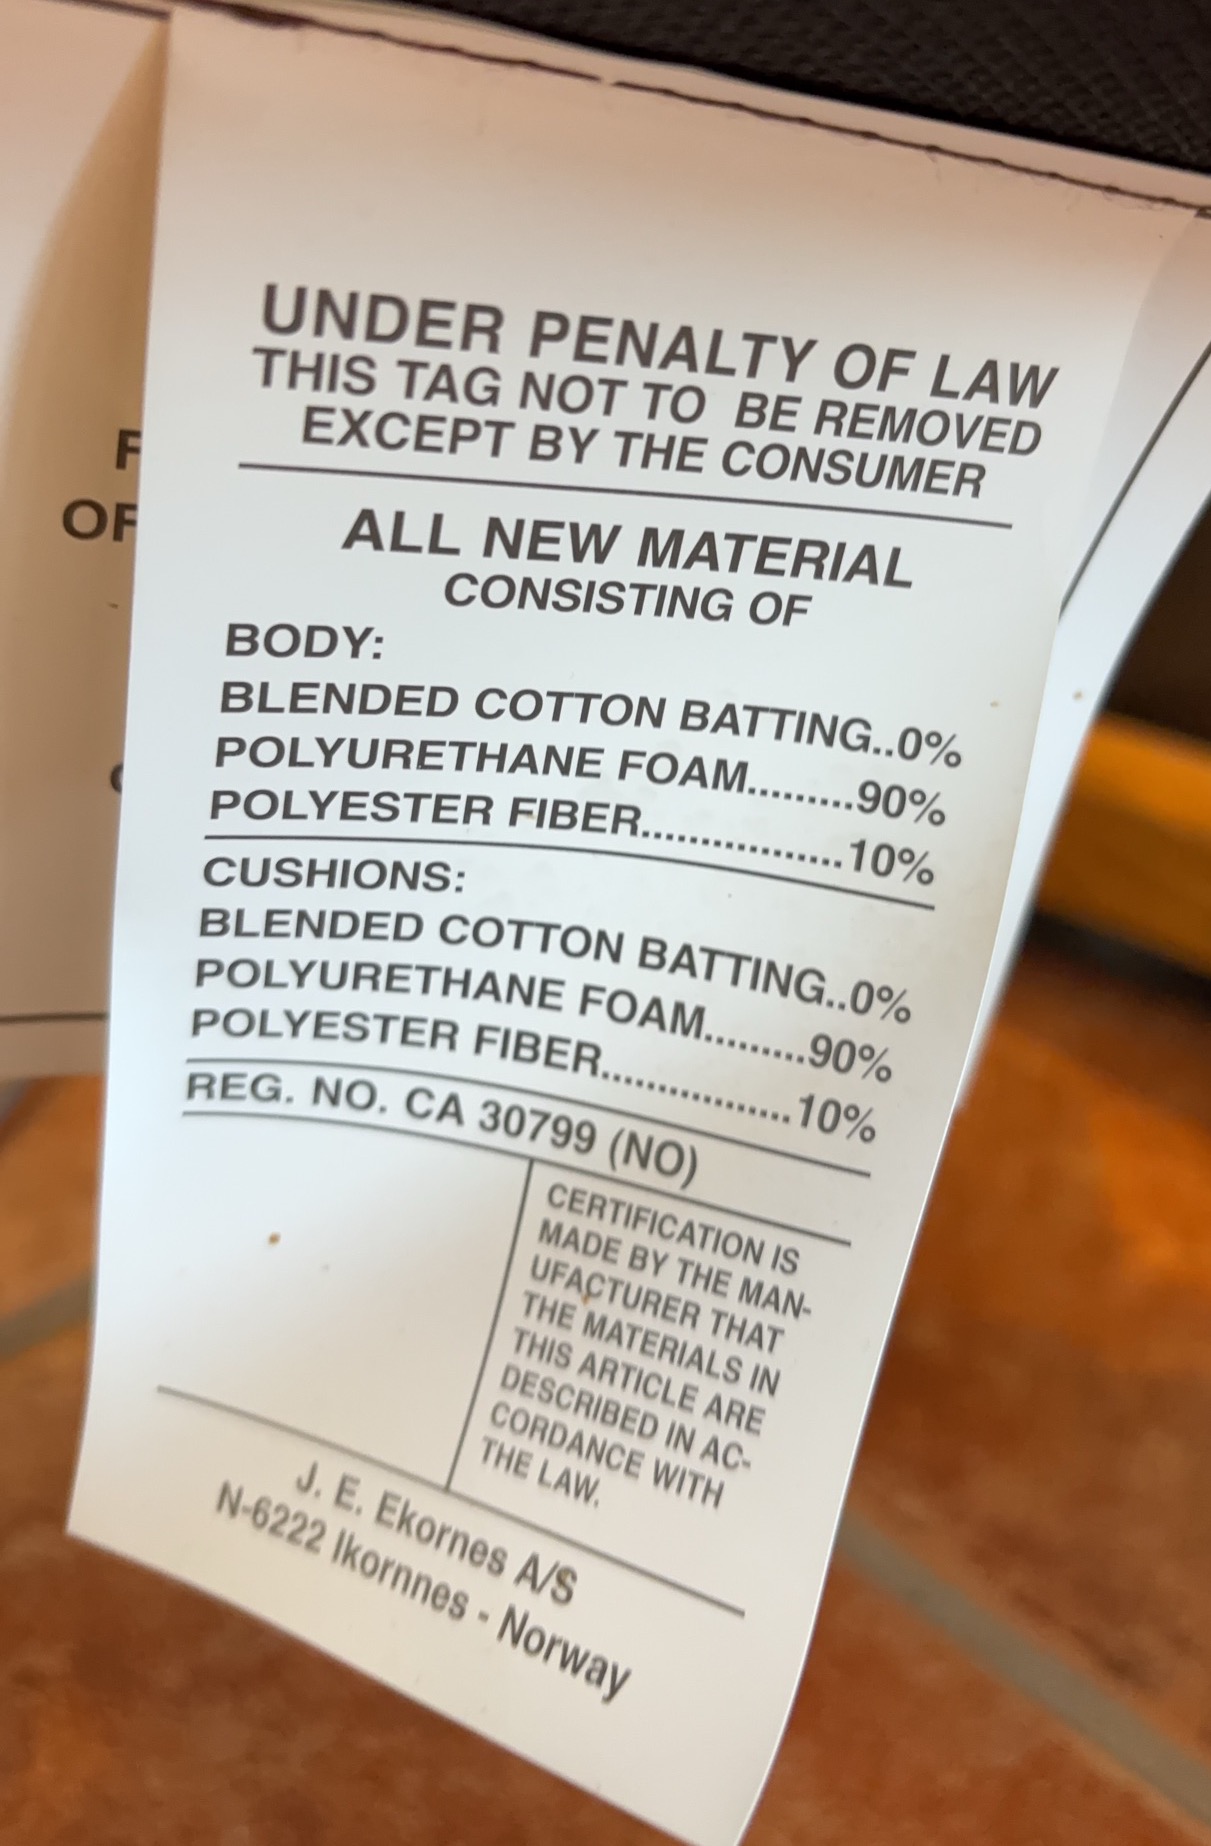 UNDER PENALTY OF LAW
THIS TAG NOT TO BE REMOVED
EXCEPT BY THE CONSUMER
ALL NEW MATERIAL
CONSISTING OF
BODY:
BLENDED COTTON BATTING..0%
POLYURETHANE FOAM.........90%
POLYESTER FIBER.................10%
CUSHIONS:
BLENDED COTTON BATTING..0%
POLYURETHANE FOAM.........90%
POLYESTER FIBER.................10%
REG. NO. CA 30799 (NO)
CERTIFICATION IS
MADE BY THE MAN-
UFACTURER THAT
THE MATERIALS IN
THIS ARTICLE ARE
DESCRIBED IN AC-
CORDANCE WITH
THE LAW.
J. E. Ekornes A/S
N-6222 Ikornnes - Norway